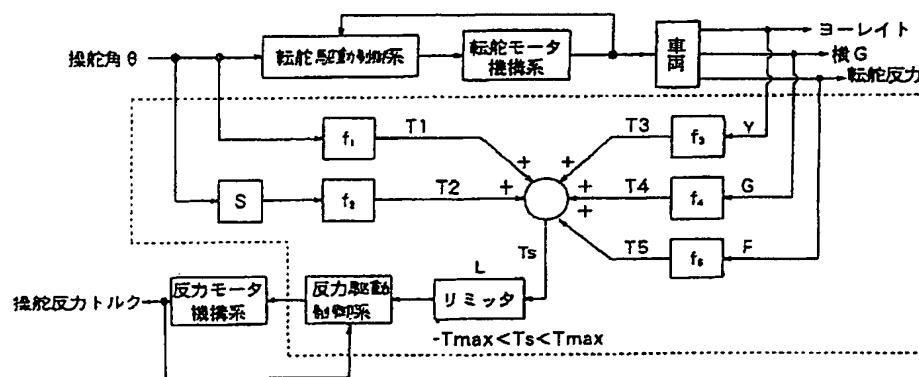 ヨーレイト
操舵角θ
転舵駆動制御系
転舵モータ
機構系
車両
横G
転舵反力
f₁
T1
T3
f₃
Y
S
f₂
T2
T4
f₄
G
T5
f₅
F
+
+
+
+
+
Ts
L
操舵反力トルク
反力モータ
機構系
反力駆動
制御系
リミッタ
-Tmax<Ts<Tmax